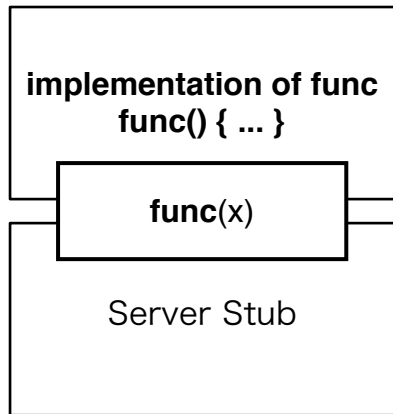 implementation of func
func() { ... }
func(x)
Server Stub